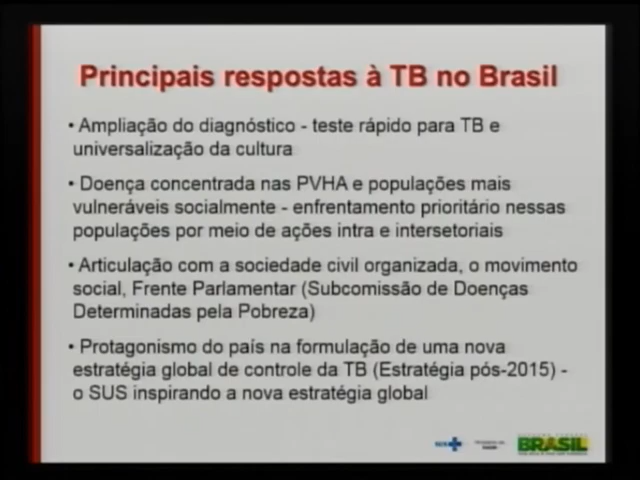 Principais respostas à TB no Brasil
• Ampliação do diagnóstico - teste rápido para TB e
universalização da cultura
• Doença concentrada nas PVHA e populações mais
vulneráveis socialmente - enfrentamento prioritário nessas
populações por meio de ações intra e intersetoriais
• Articulação com a sociedade civil organizada, o movimento
social, Frente Parlamentar (Subcomissão de Doenças
Determinadas pela Pobreza)
• Protagonismo do país na formulação de uma nova
estratégia global de controle da TB (Estratégia pós-2015) -
o SUS inspirando a nova estratégia global
SUS
BRASIL